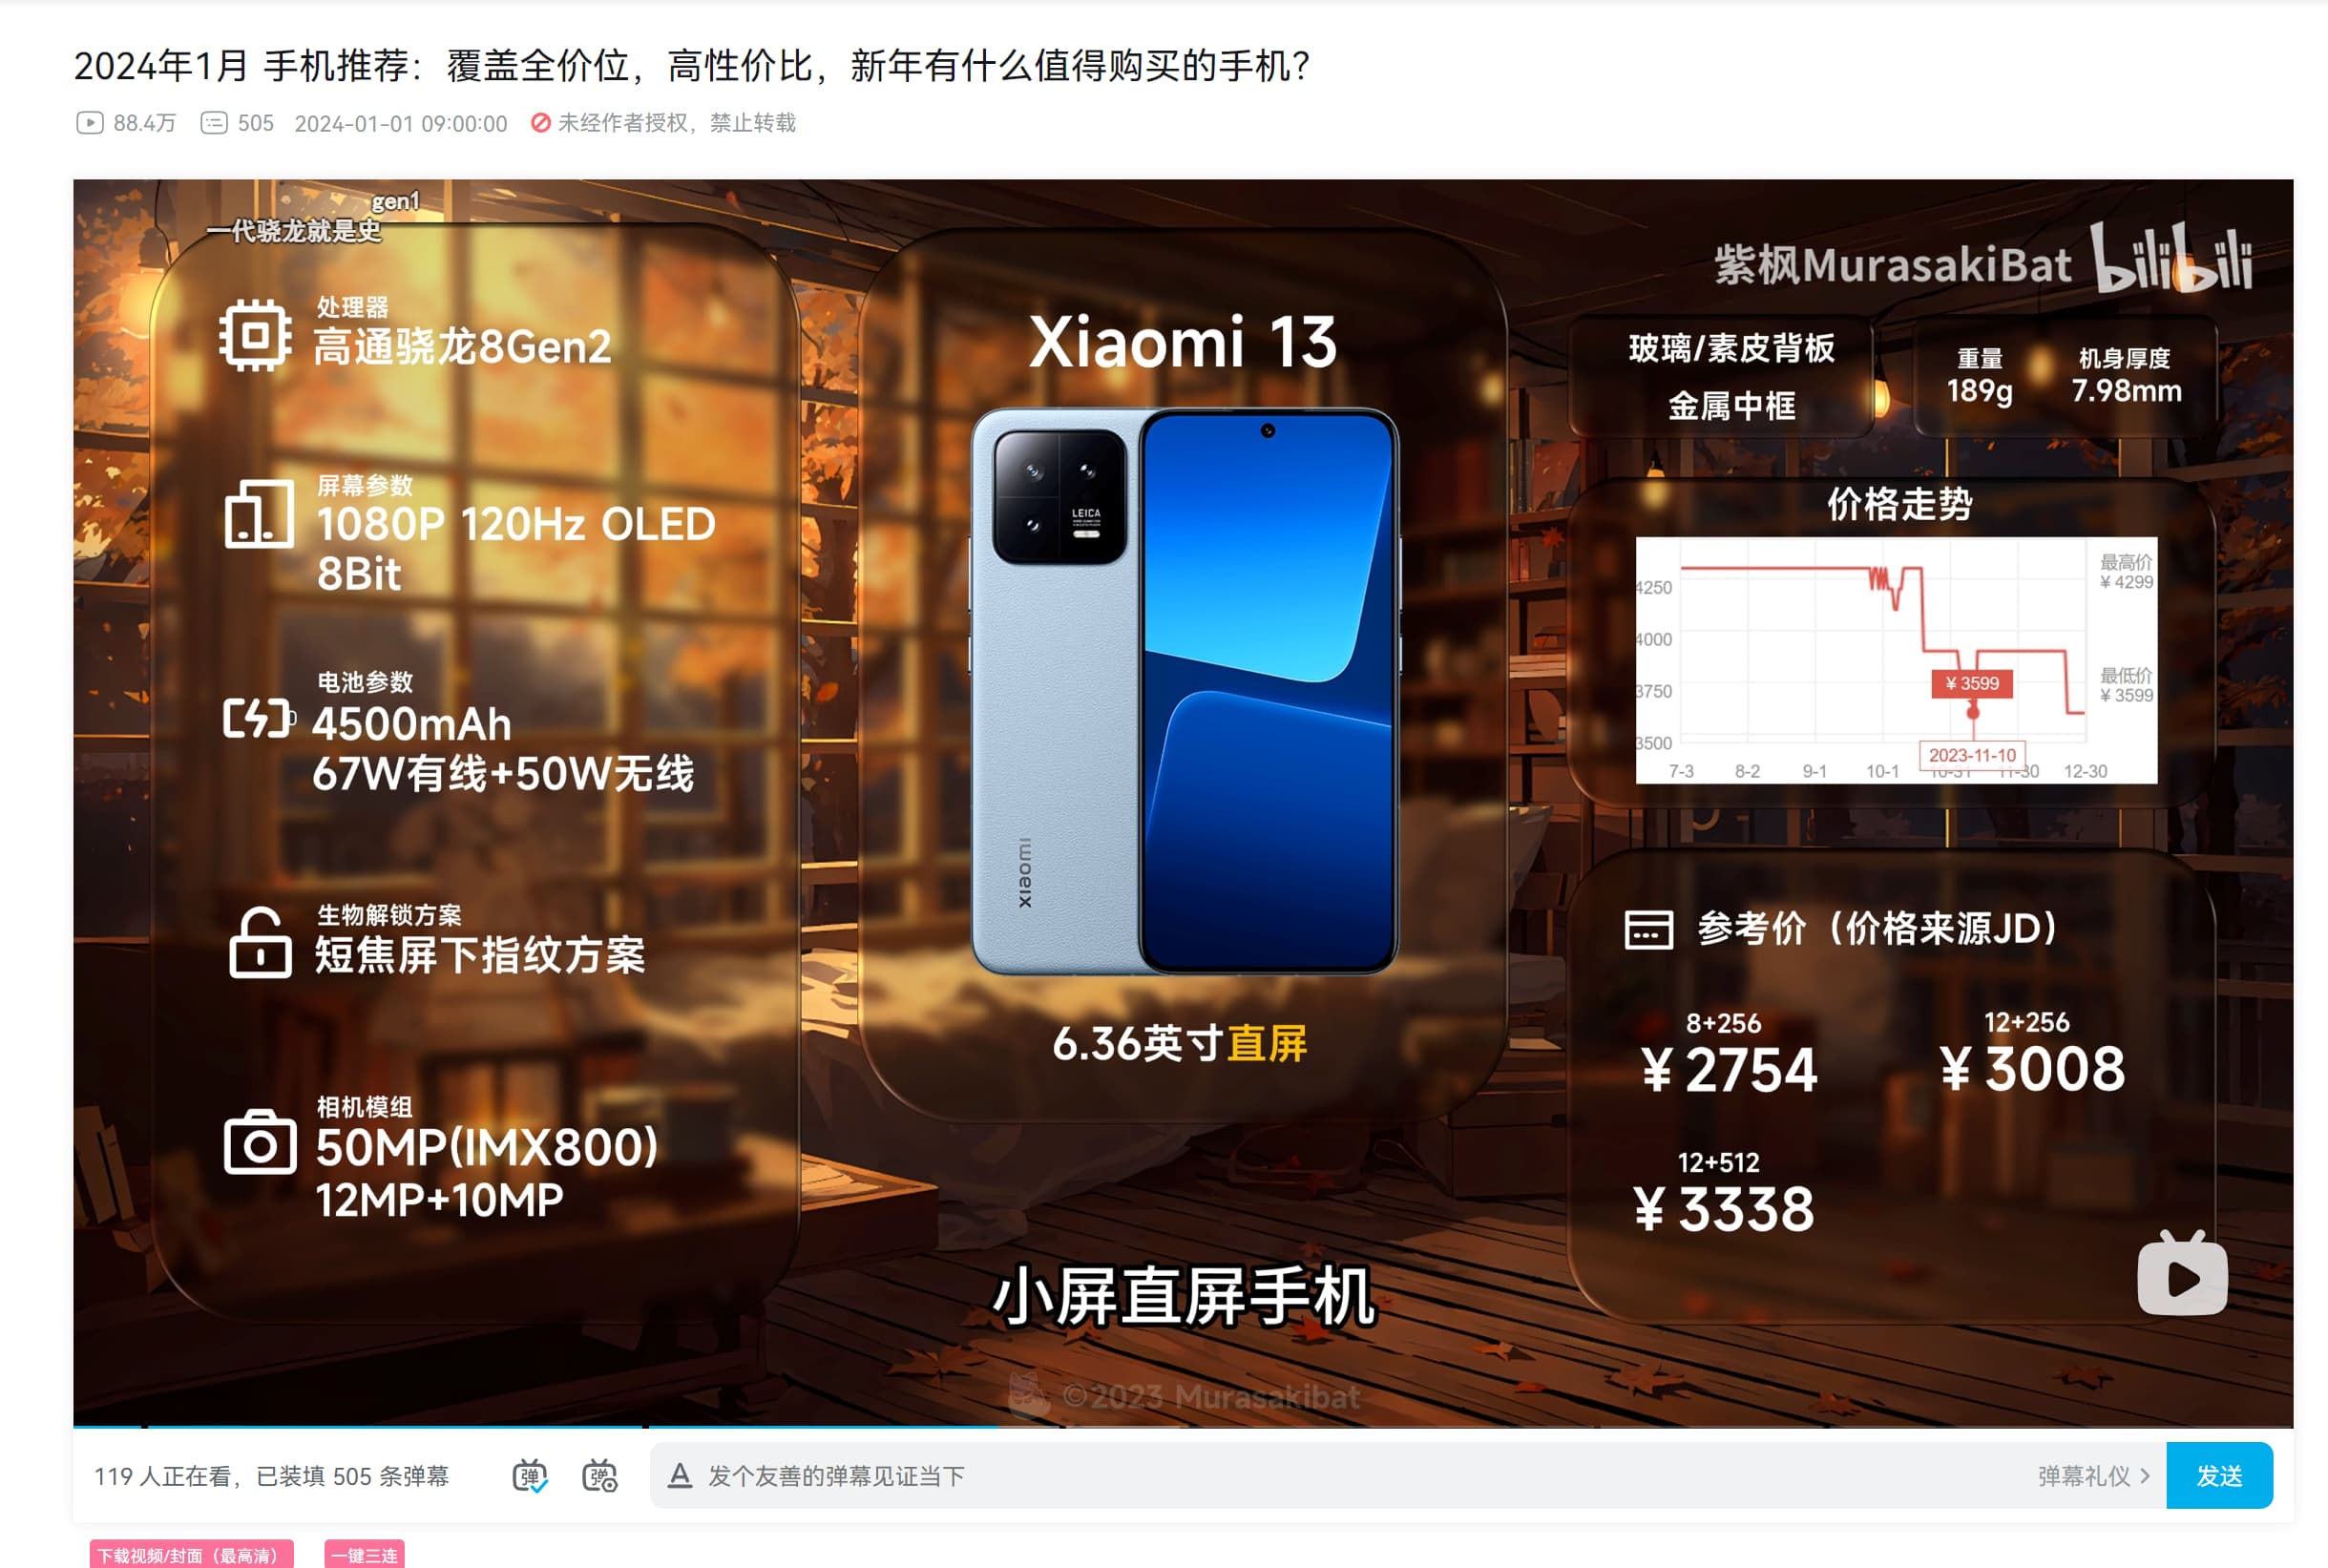 2024年1月 手机推荐：覆盖全价位，高性价比，新年有什么值得购买的手机？
88.4万 505 2024-01-01 09:00:00 未经作者授权，禁止转载
gen1
一代骁龙就是史
紫枫MurasakiBat bilibili
处理器
高通骁龙8Gen2
屏幕参数
1080P 120Hz OLED
8Bit
电池参数
4500mAh
67W有线+50W无线
生物解锁方案
短焦屏下指纹方案
相机模组
50MP(IMX800)
12MP+10MP
Xiaomi 13
LEICA
xiaomi
6.36英寸直屏
玻璃/素皮背板
金属中框
重量
189g
机身厚度
7.98mm
价格走势
4250
4000
3750
3500
最高价
¥ 4299
最低价
¥ 3599
¥ 3599
2023-11-10
7-3 8-2 9-1 10-1 10-31 11-30 12-30
参考价（价格来源JD）
8+256
¥ 2754
12+256
¥ 3008
12+512
¥ 3338
小屏直屏手机
©2023 Murasakibat
119 人正在看，已装填 505 条弹幕
弹
弹
A 发个友善的弹幕见证当下
弹幕礼仪 >
发送
下载视频/封面（最高清）
一键三连